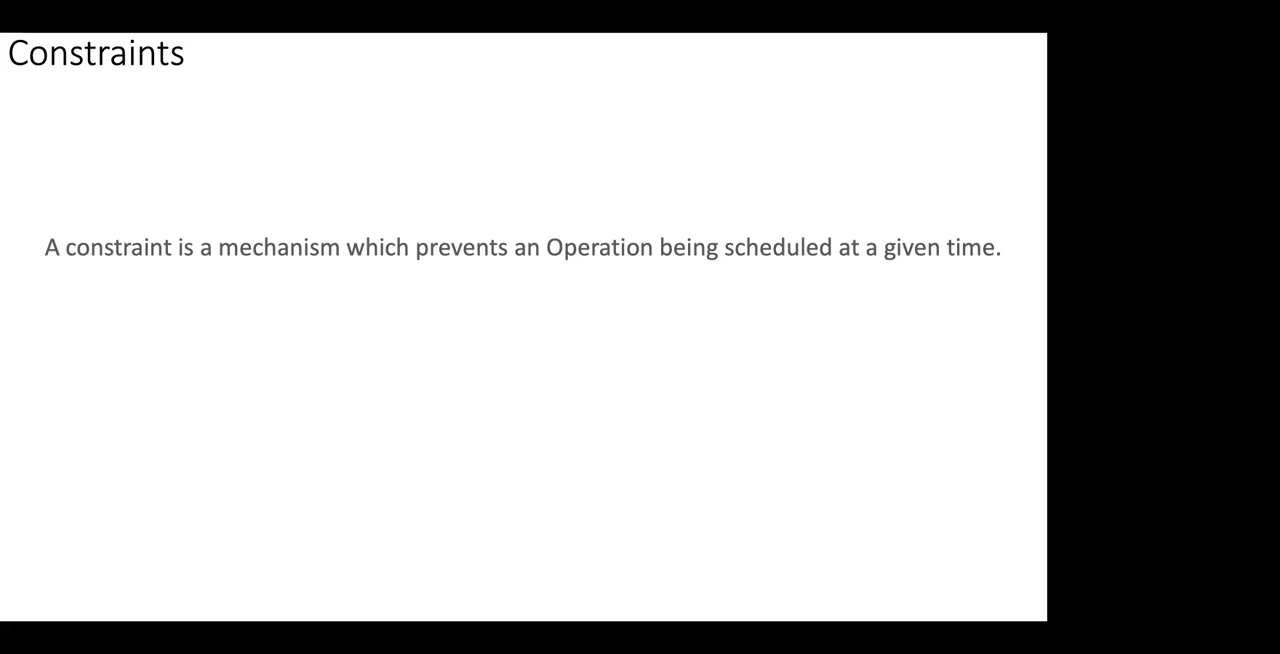 Constraints
A constraint is a mechanism which prevents an Operation being scheduled at a given time.